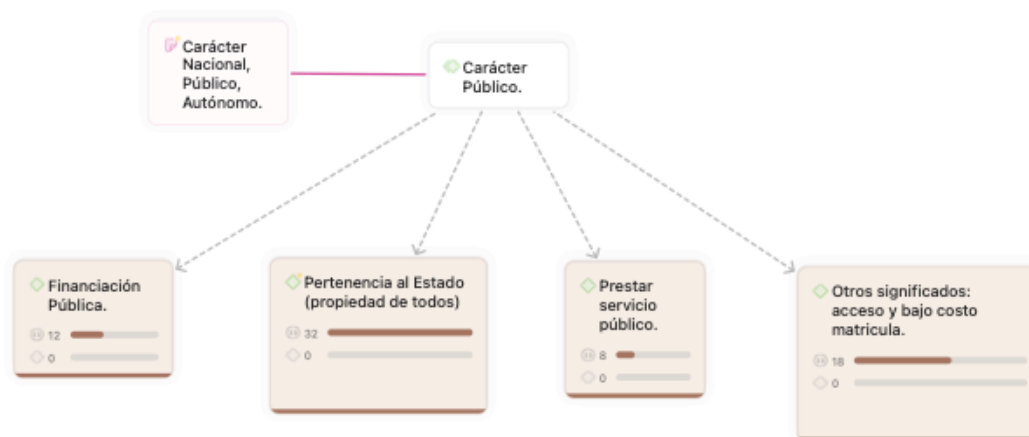 Carácter
Nacional,
Público,
Autónomo.
Carácter
Público.
Financiación
Pública.
12
0
Pertenencia al Estado
(propiedad de todos)
32
0
Prestar
servicio
público.
8
0
Otros significados:
acceso y bajo costo
matricula.
18
0